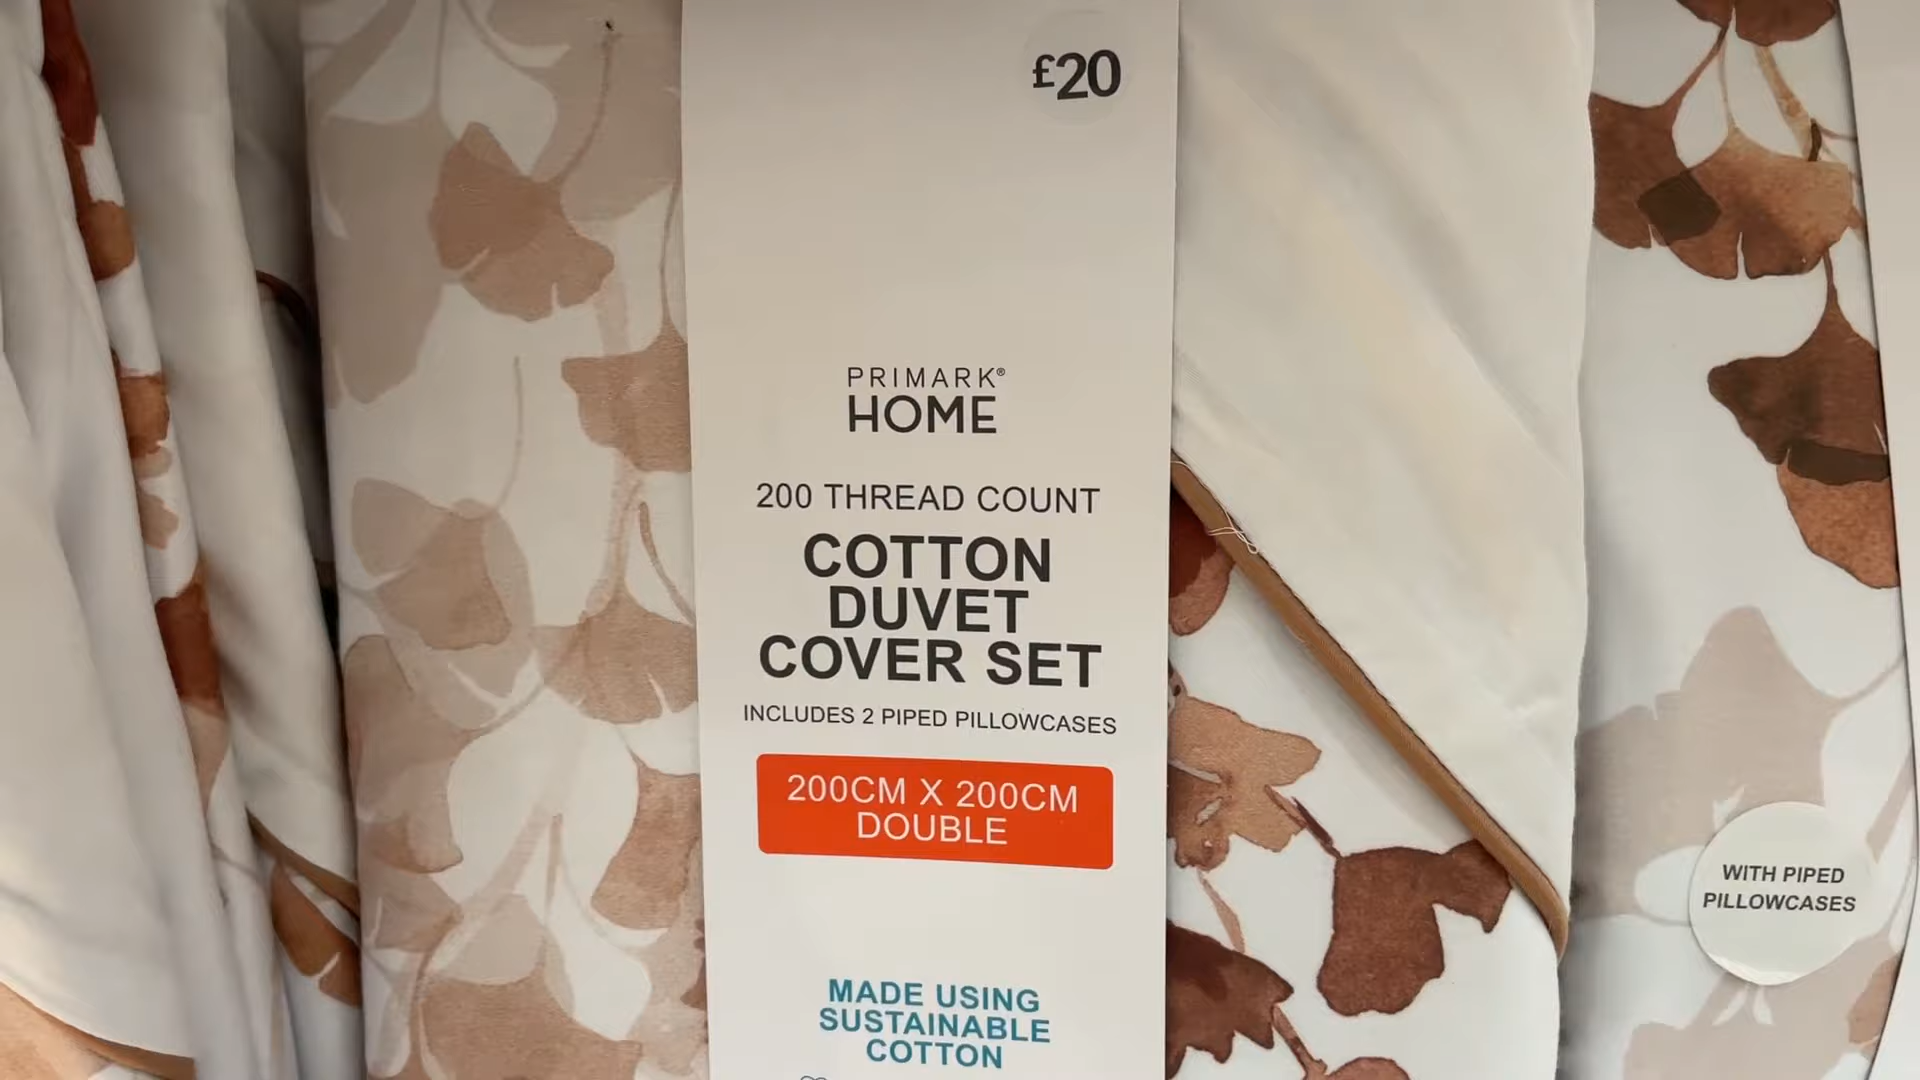 £20
PRIMARK®
HOME
200 THREAD COUNT
COTTON
DUVET
COVER SET
INCLUDES 2 PIPED PILLOWCASES
200CM X 200CM
DOUBLE
MADE USING
SUSTAINABLE
COTTON
WITH PIPED
PILLOWCASES